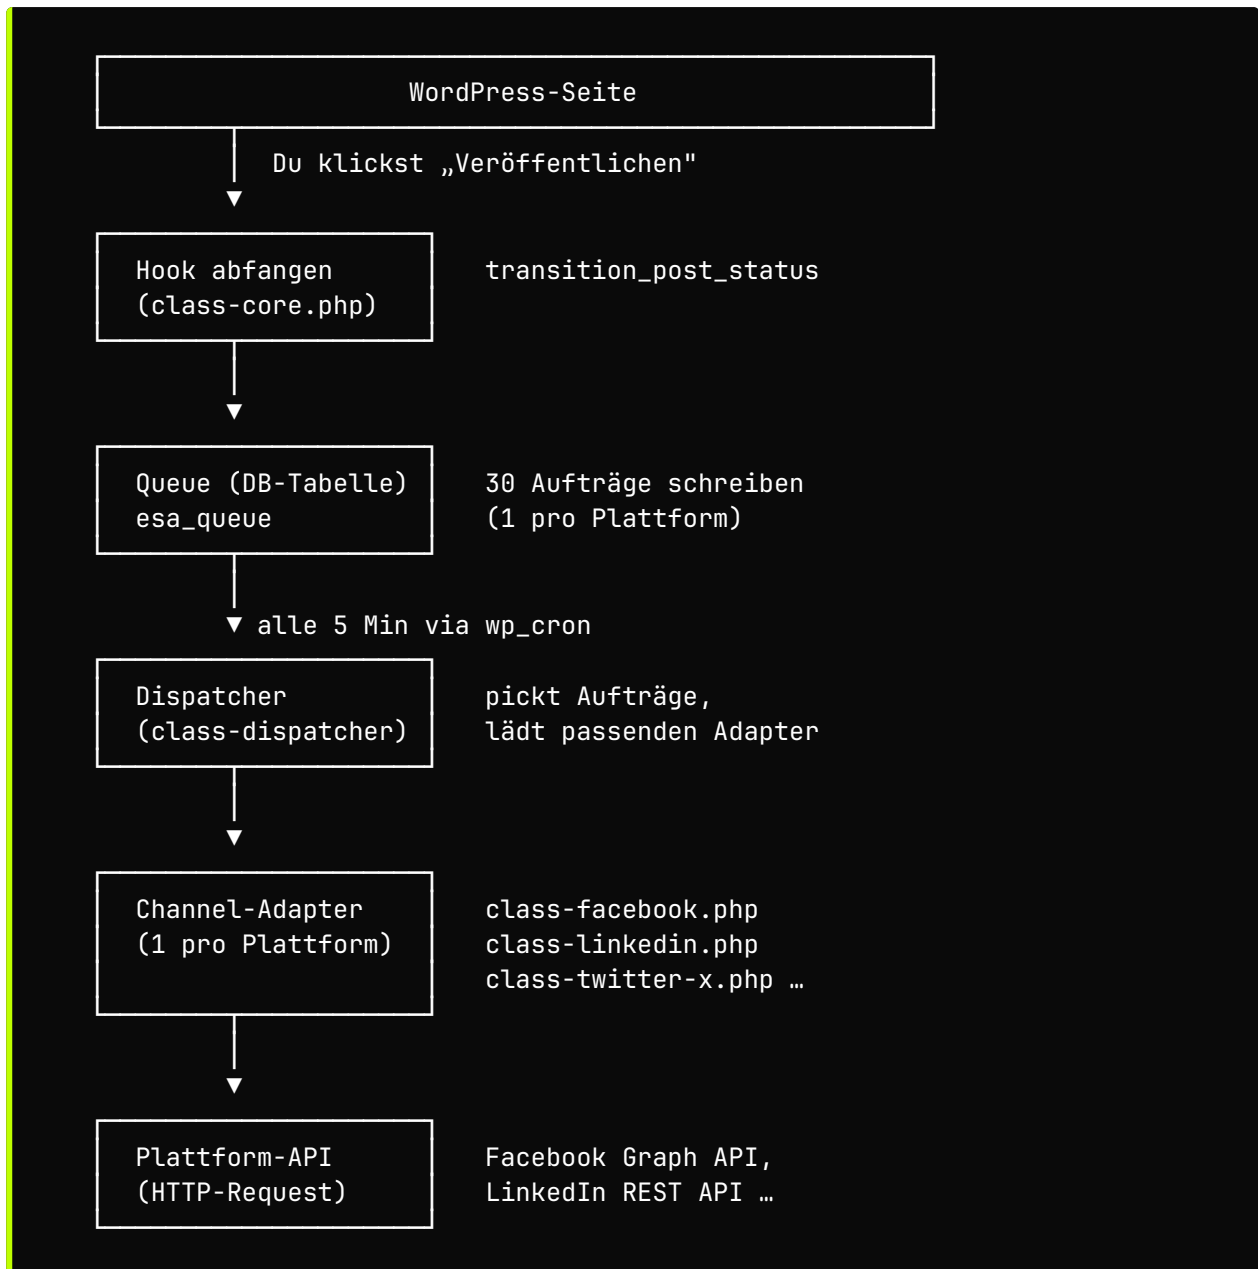 WordPress-Seite
Du klickst „Veröffentlichen"
▼
Hook abfangen transition_post_status
(class-core.php)
▼
Queue (DB-Tabelle) 30 Aufträge schreiben
esa_queue (1 pro Plattform)
▼ alle 5 Min via wp_cron
Dispatcher pickt Aufträge,
(class-dispatcher) lädt passenden Adapter
▼
Channel-Adapter class-facebook.php
(1 pro Plattform) class-linkedin.php
class-twitter-x.php …
▼
Plattform-API Facebook Graph API,
(HTTP-Request) LinkedIn REST API …